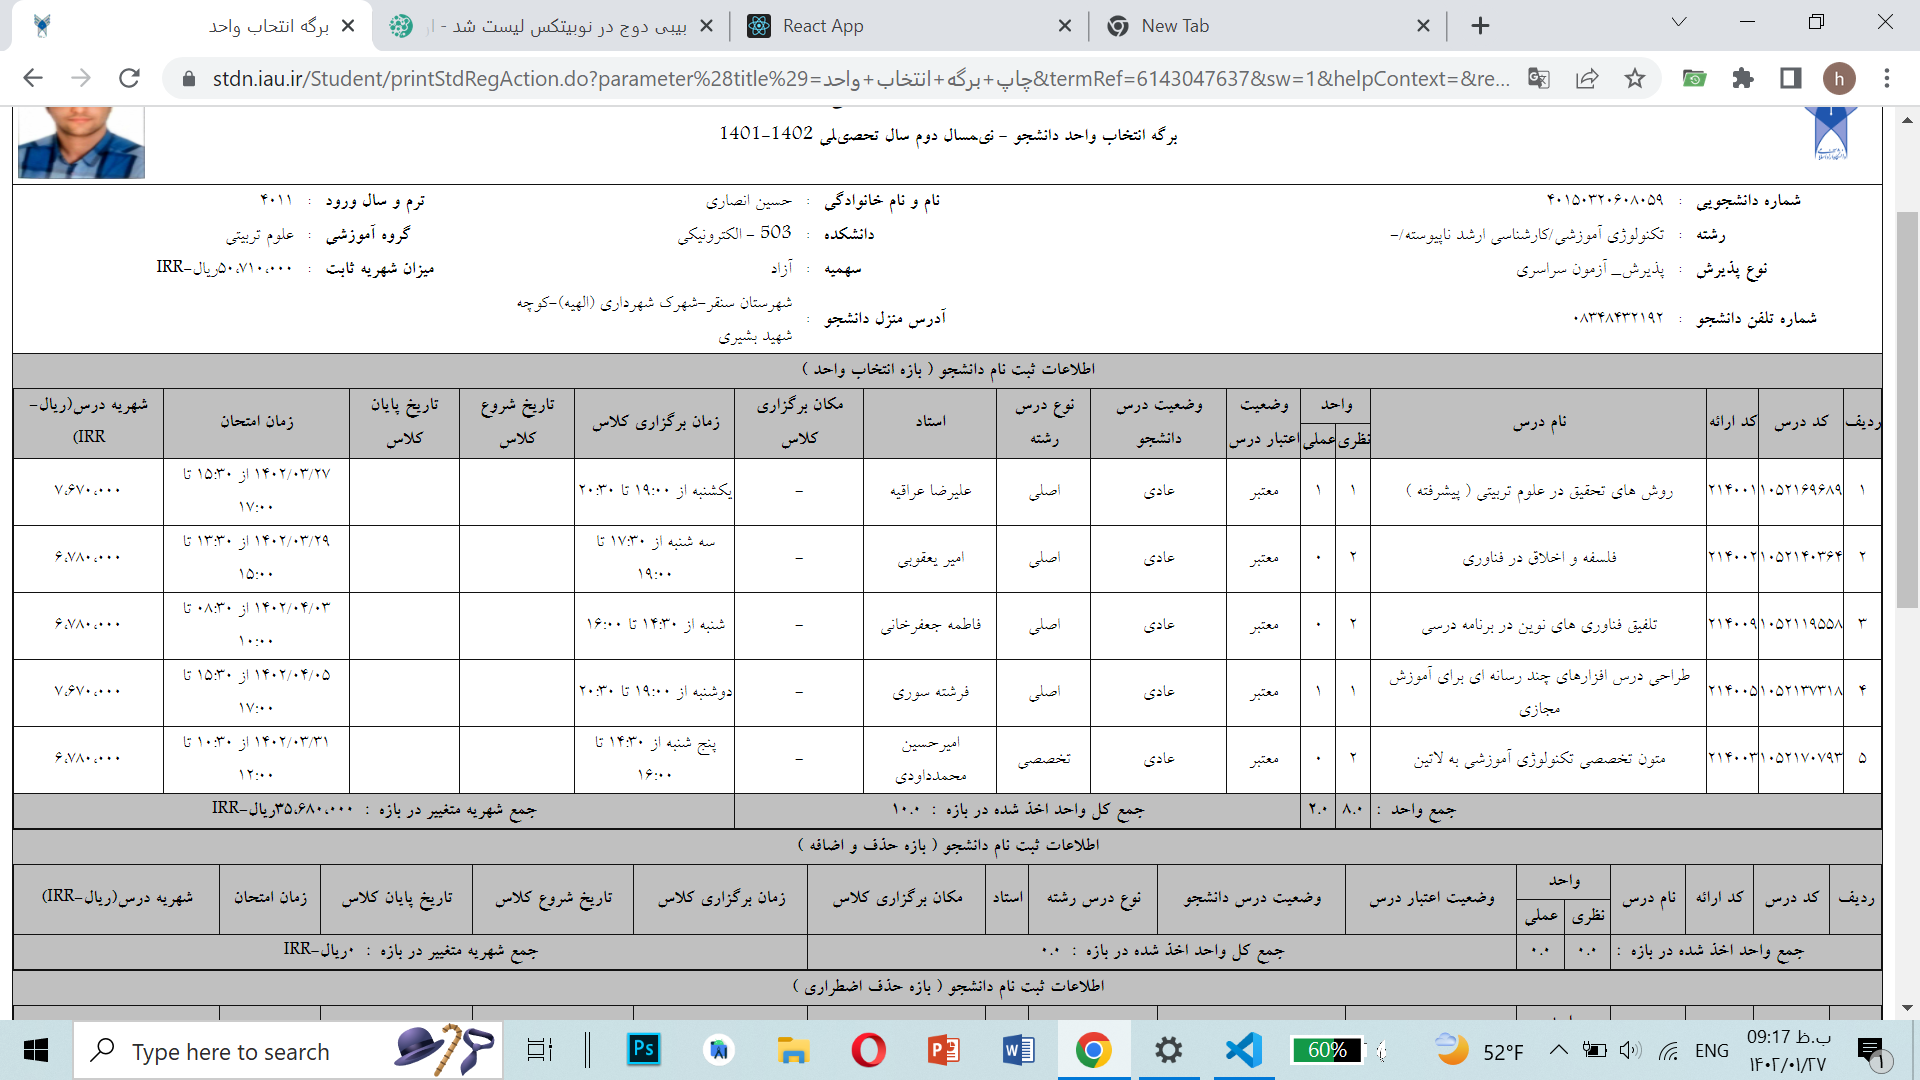 برگه انتخاب واحد
بیبی دوج در نوبیتکس لیست شد - ا
React App
New Tab
stdn.iau.ir/Student/printStdRegAction.do?parameter%28title%29=چاپ+برگه+انتخاب+واحد&termRef=6143047637&sw=1&helpContext=&re...
h
برگه انتخاب واحد دانشجو - نیمسال دوم سال تحصیلی 1402-1401
شماره دانشجویی : ۴۰۱۵۰۳۲۰۶۰۸۰۵۹ نام و نام خانوادگی : حسین انصاری ترم و سال ورود : ۴۰۱۱
رشته : تکنولوژی آموزشی/کارشناسی ارشد ناپیوسته/- دانشکده : 503 - الکترونیکی گروه آموزشی : علوم تربیتی
نوع پذیرش : پذیرش_ آزمون سراسری سهمیه : آزاد میزان شهریه ثابت : ۵۰،۷۱۰،۰۰۰ریال-IRR
شماره تلفن دانشجو : ۰۸۳۴۸۴۳۲۱۹۲ آدرس منزل دانشجو : شهرستان سنقر-شهرک شهرداری (الهیه)-کوچه
شهید بشیری
اطلاعات ثبت نام دانشجو ( بازه انتخاب واحد )
ردیف کد درس کد ارائه نام درس واحد نظری عملی وضعیت اعتبار درس وضعیت درس دانشجو نوع درس رشته استاد مکان برگزاری کلاس زمان برگزاری کلاس تاریخ شروع کلاس تاریخ پایان کلاس زمان امتحان شهریه درس(ریال-IRR)
۱ ۱۰۵۲۱۶۹۶۸۹ ۲۱۴۰۰۱ روش های تحقیق در علوم تربیتی ( پیشرفته ) ۱ ۱ معتبر عادی اصلی علیرضا عراقیه - یکشنبه از ۱۹:۰۰ تا ۲۰:۳۰ ۱۴۰۲/۰۳/۲۷ از ۱۵:۳۰ تا ۱۷:۰۰ ۷،۶۷۰،۰۰۰
۲ ۱۰۵۲۱۴۰۳۶۴ ۲۱۴۰۰۲ فلسفه و اخلاق در فناوری ۲ ۰ معتبر عادی اصلی امیر یعقوبی - سه شنبه از ۱۷:۳۰ تا ۱۹:۰۰ ۱۴۰۲/۰۳/۲۹ از ۱۳:۳۰ تا ۱۵:۰۰ ۶،۷۸۰،۰۰۰
۳ ۱۰۵۲۱۱۹۵۵۸ ۲۱۴۰۰۹ تلفیق فناوری های نوین در برنامه درسی ۲ ۰ معتبر عادی اصلی فاطمه جعفرخانی - شنبه از ۱۴:۳۰ تا ۱۶:۰۰ ۱۴۰۲/۰۴/۰۳ از ۰۸:۳۰ تا ۱۰:۰۰ ۶،۷۸۰،۰۰۰
۴ ۱۰۵۲۱۳۷۳۱۸ ۲۱۴۰۰۵ طراحی درس افزارهای چند رسانه ای برای آموزش مجازی ۱ ۱ معتبر عادی اصلی فرشته سوری - دوشنبه از ۱۹:۰۰ تا ۲۰:۳۰ ۱۴۰۲/۰۴/۰۵ از ۱۵:۳۰ تا ۱۷:۰۰ ۷،۶۷۰،۰۰۰
۵ ۱۰۵۲۱۷۰۷۹۳ ۲۱۴۰۰۳ متون تخصصی تکنولوژی آموزشی به لاتین ۲ ۰ معتبر عادی تخصصی امیرحسین محمدداودی - پنج شنبه از ۱۴:۳۰ تا ۱۶:۰۰ ۱۴۰۲/۰۳/۳۱ از ۱۰:۳۰ تا ۱۲:۰۰ ۶،۷۸۰،۰۰۰
جمع واحد : ۸.۰ ۲.۰ جمع کل واحد اخذ شده در بازه : ۱۰.۰ جمع شهریه متغییر در بازه : ۳۵،۶۸۰،۰۰۰ریال-IRR
اطلاعات ثبت نام دانشجو ( بازه حذف و اضافه )
ردیف کد درس کد ارائه نام درس واحد نظری عملی وضعیت اعتبار درس وضعیت درس دانشجو نوع درس رشته استاد مکان برگزاری کلاس زمان برگزاری کلاس تاریخ شروع کلاس تاریخ پایان کلاس زمان امتحان شهریه درس(ریال-IRR)
جمع واحد اخذ شده در بازه : ۰.۰ ۰.۰ جمع کل واحد اخذ شده در بازه : ۰.۰ جمع شهریه متغییر در بازه : ۰ریال-IRR
اطلاعات ثبت نام دانشجو ( بازه حذف اضطراری )
Type here to search
Ps
60%
52°F
ENG
09:17 ب.ظ
۱۴۰۲/۰۱/۲۷
۱